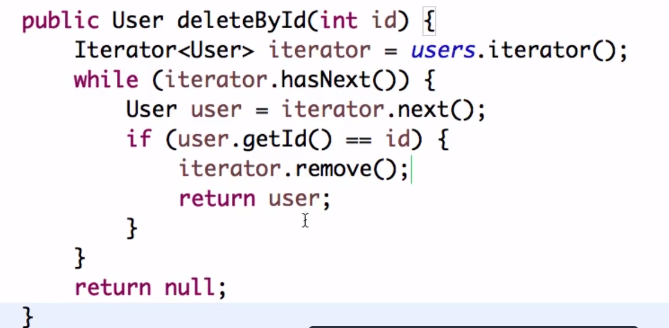 public User deleteById(int id) {
Iterator<User> iterator = users.iterator();
while (iterator.hasNext()) {
User user = iterator.next();
if (user.getId() == id) {
iterator.remove();
return user;
}
}
return null;
}